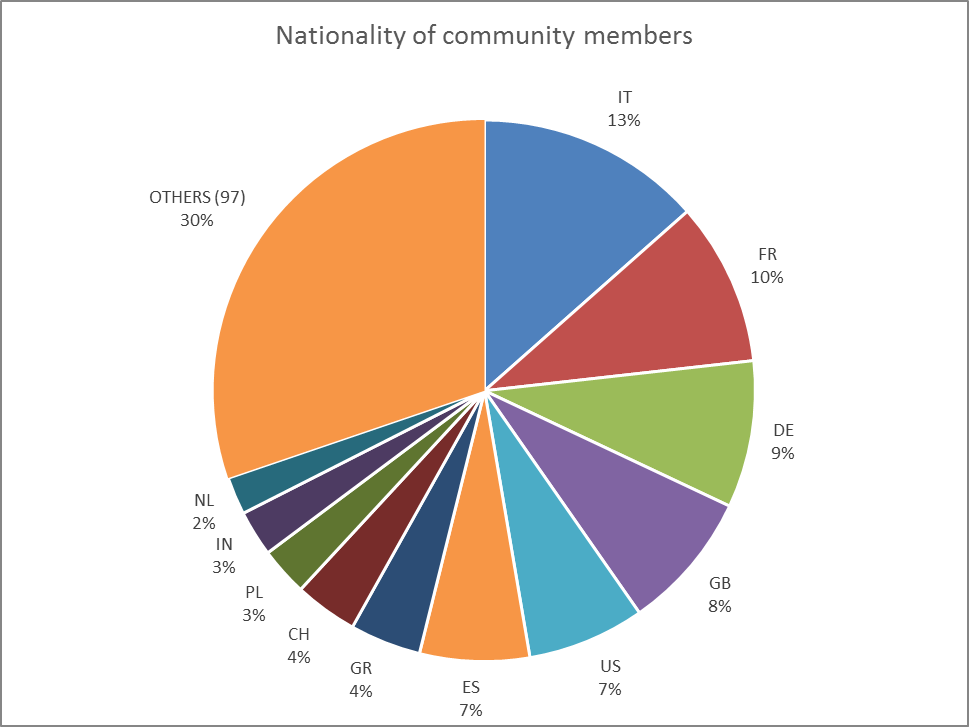 Nationality of community members
IT
13%
FR
10%
DE
9%
GB
8%
US
7%
ES
7%
GR
4%
CH
4%
PL
3%
IN
3%
NL
2%
OTHERS (97)
30%